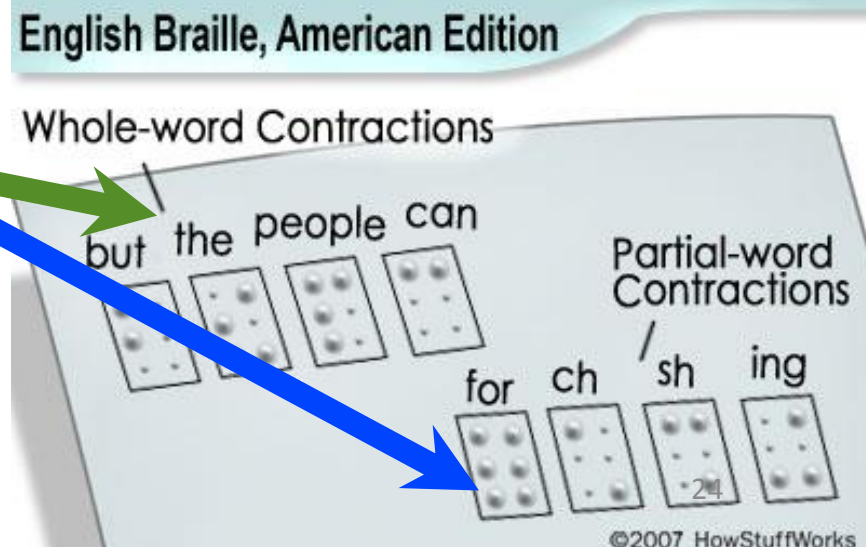 English Braille, American Edition
Whole-word Contractions
but the people can
Partial-word
Contractions
for ch sh ing
24
©2007 HowStuffWorks